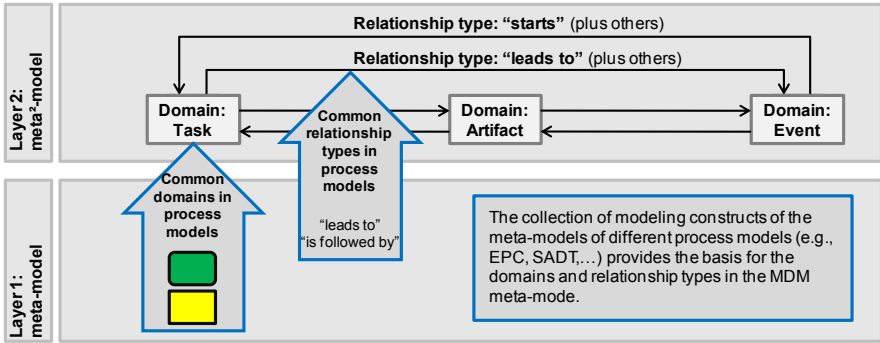 Layer 2:
meta²-model
Relationship type: “starts” (plus others)
Relationship type: “leads to” (plus others)
Domain:
Task
Domain:
Artifact
Domain:
Event
Common
relationship
types in
process
models
“leads to”
“is followed by”
Common
domains in
process
models
Layer 1:
meta-model
The collection of modeling constructs of the
meta-models of different process models (e.g.,
EPC, SADT,…) provides the basis for the
domains and relationship types in the MDM
meta-mode.